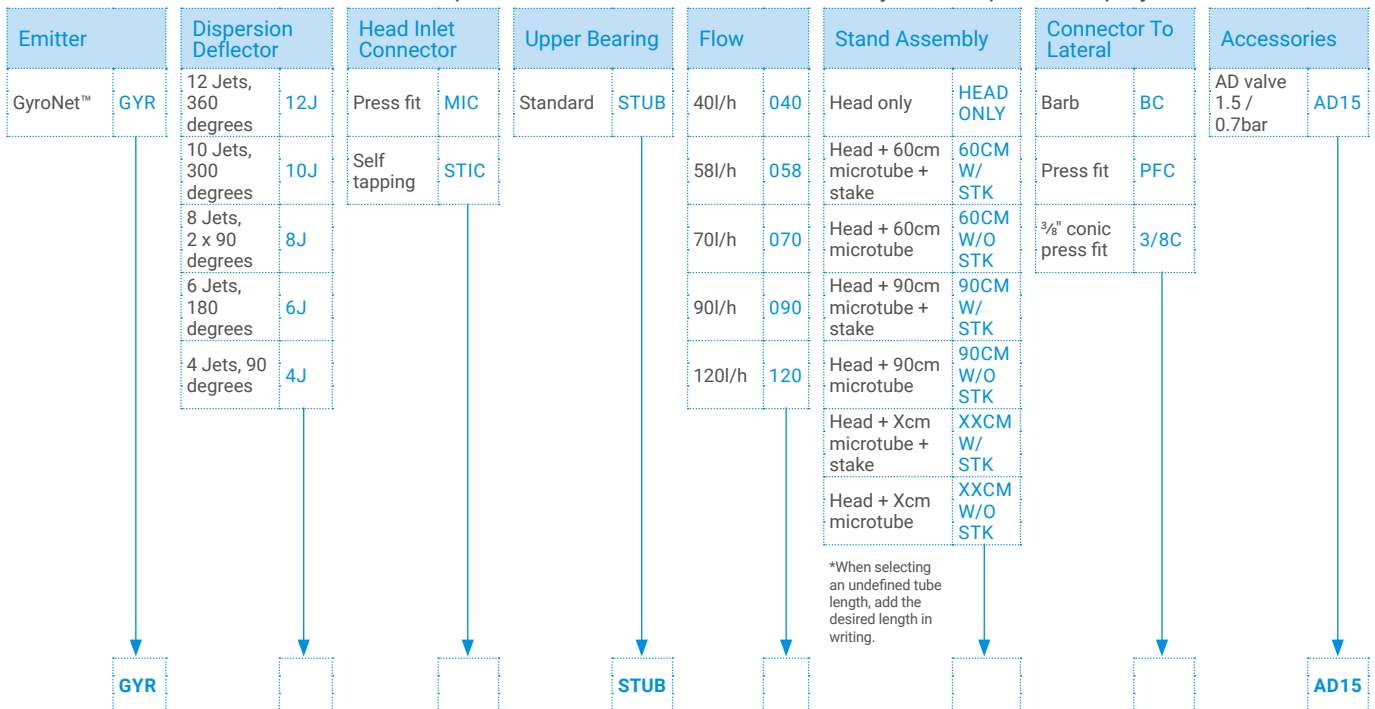 Emitter
GyroNet™ GYR
Dispersion
Deflector
12 Jets,
360
degrees
12J
10 Jets,
300
degrees
10J
8 Jets,
2 x 90
degrees
8J
6 Jets,
180
degrees
6J
4 Jets, 90
degrees
4J
Head Inlet
Connector
Press fit MIC
Self
tapping
STIC
Upper Bearing
Standard STUB
Flow
40l/h 040
58l/h 058
70l/h 070
90l/h 090
120l/h 120
Stand Assembly
Head only
HEAD
ONLY
Head + 60cm
microtube +
stake
60CM
W/
STK
Head + 60cm
microtube
60CM
W/O
STK
Head + 90cm
microtube +
stake
90CM
W/
STK
Head + 90cm
microtube
90CM
W/O
STK
Head + Xcm
microtube +
stake
XXCM
W/
STK
Head + Xcm
microtube
XXCM
W/O
STK
*When selecting
an undefined tube
length, add the
desired length in
writing.
Connector To
Lateral
Barb BC
Press fit PFC
³⁄₈" conic
press fit
3/8C
Accessories
AD valve
1.5 /
0.7bar
AD15
GYR STUB AD15